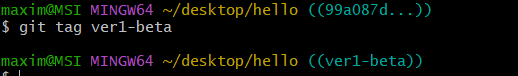 maxim@MSI MINGW64 ~/desktop/hello ((99a087d...))
$ git tag ver1-beta
maxim@MSI MINGW64 ~/desktop/hello ((ver1-beta))
$